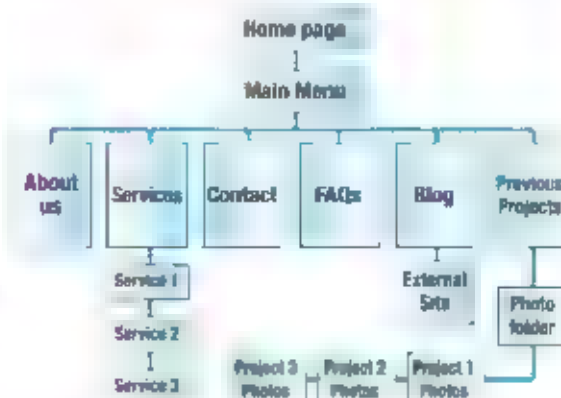 Home page
Main Menu
About
us
Services
Contact
FAQs
Blog
Previous
Projects
Service 1
Service 2
Service 3
External
Site
Photo
folder
Project 3
Photos
Project 2
Photos
Project 1
Photos